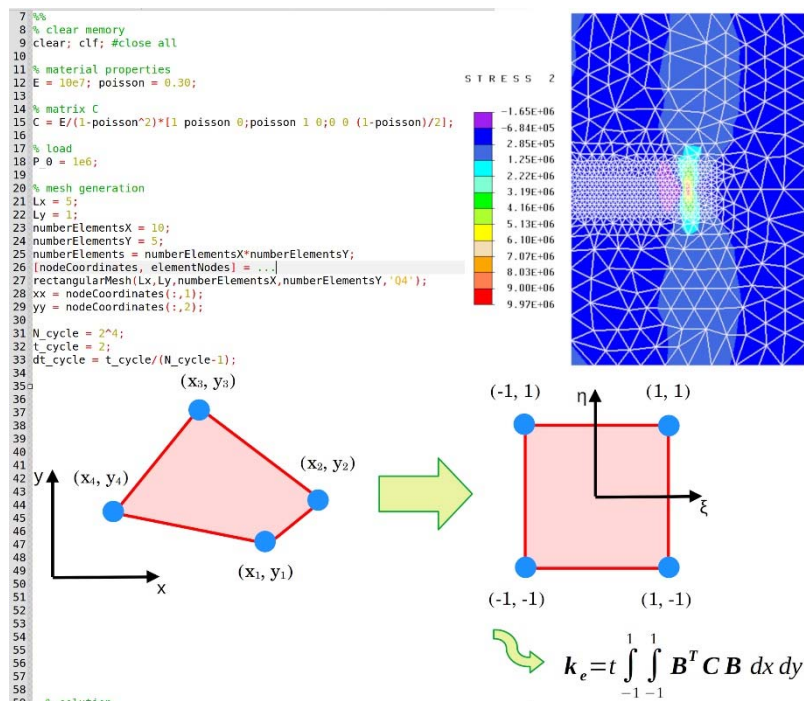 7 %%
8 % clear memory
9 clear; clf; #close all
10
11 % material properties
12 E = 10e7; poisson = 0.30;
13
14 % matrix C
15 C = E/(1-poisson^2)*[1 poisson 0;poisson 1 0;0 0 (1-poisson)/2];
16
17 % load
18 P_0 = 1e6;
19
20 % mesh generation
21 Lx = 5;
22 Ly = 1;
23 numberElementsX = 10;
24 numberElementsY = 5;
25 numberElements = numberElementsX*numberElementsY;
26 [nodeCoordinates, elementNodes] = ...
27 rectangularMesh(Lx,Ly,numberElementsX,numberElementsY,'Q4');
28 xx = nodeCoordinates(:,1);
29 yy = nodeCoordinates(:,2);
30
31 N_cycle = 2^4;
32 t_cycle = 2;
33 dt_cycle = t_cycle/(N_cycle-1);
34
35
36
37
38
39
40
41
42
43
44
45
46
47
48
49
50
51
52
53
54
55
56
57
58
STRESS 2
-1.65E+06
-6.84E+05
2.85E+05
1.25E+06
2.22E+06
3.19E+06
4.16E+06
5.13E+06
6.10E+06
7.07E+06
8.03E+06
9.00E+06
9.97E+06
(x₃, y₃)
(x₂, y₂)
(x₄, y₄)
(x₁, y₁)
y
x
(-1, 1)
η
(1, 1)
ξ
(-1, -1)
(1, -1)
kₑ=t ∫₋₁¹ ∫₋₁¹ Bᵀ C B dx dy